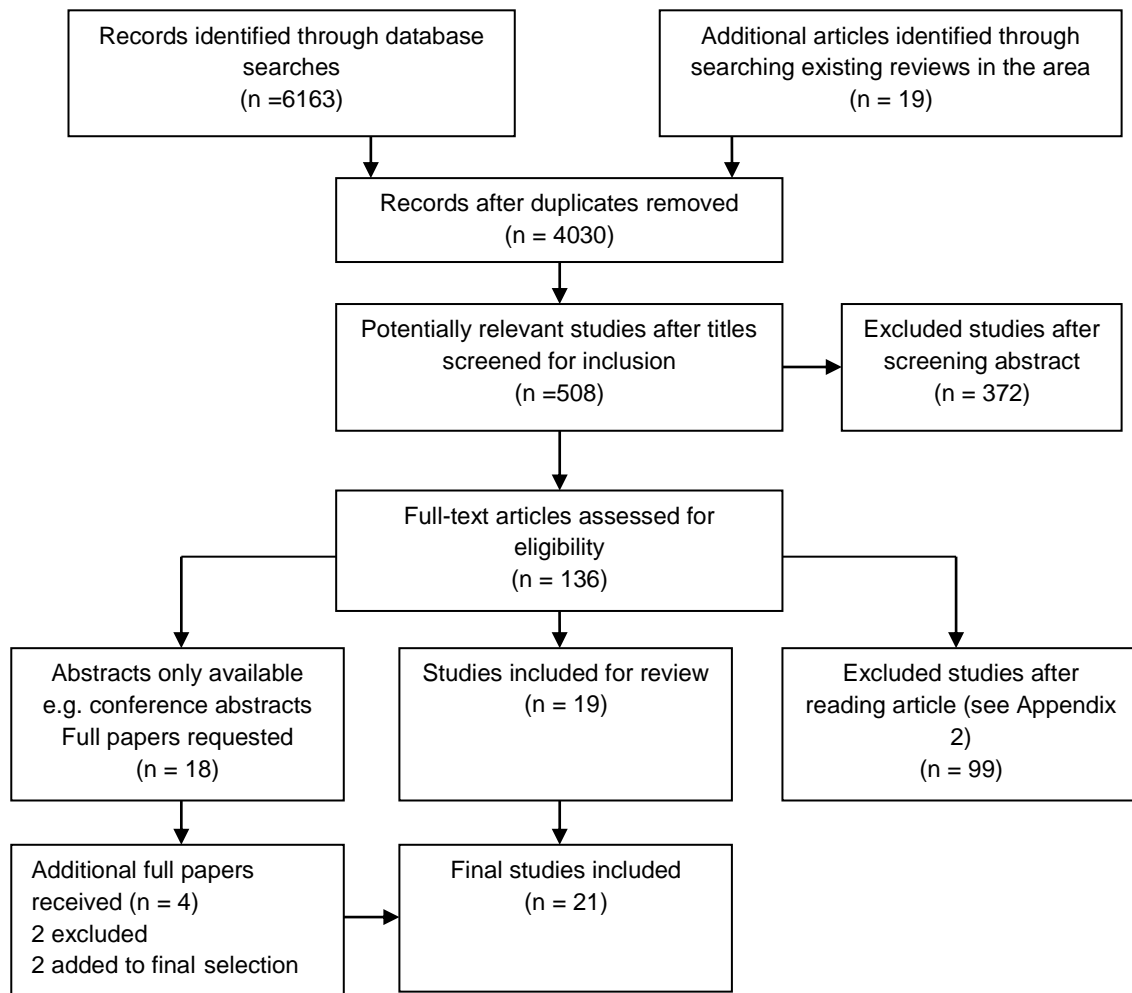 Records identified through database
searches
(n =6163)
Additional articles identified through
searching existing reviews in the area
(n = 19)
Records after duplicates removed
(n = 4030)
Potentially relevant studies after titles
screened for inclusion
(n =508)
Excluded studies after
screening abstract
(n = 372)
Full-text articles assessed for
eligibility
(n = 136)
Abstracts only available
e.g. conference abstracts
Full papers requested
(n = 18)
Studies included for review
(n = 19)
Excluded studies after
reading article (see Appendix
2)
(n = 99)
Additional full papers
received (n = 4)
2 excluded
2 added to final selection
Final studies included
(n = 21)